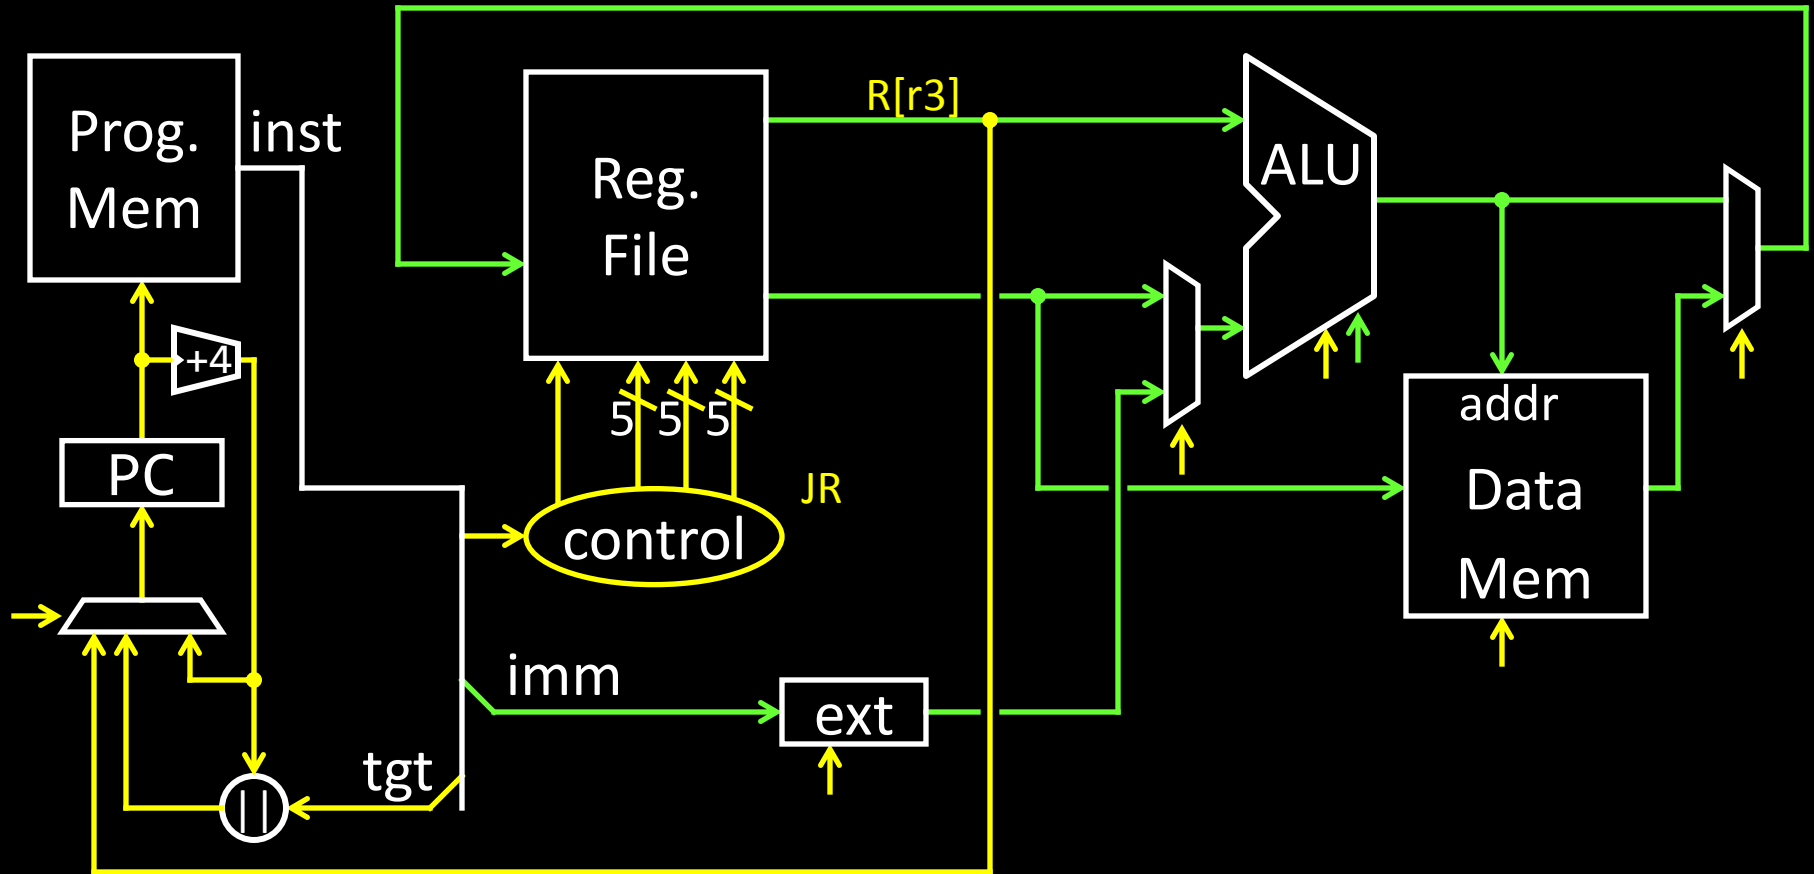 Prog.
Mem
inst
Reg.
File
R[r3]
ALU
+4
5 5 5
addr
PC
JR
Data
control
Mem
imm
ext
tgt
||